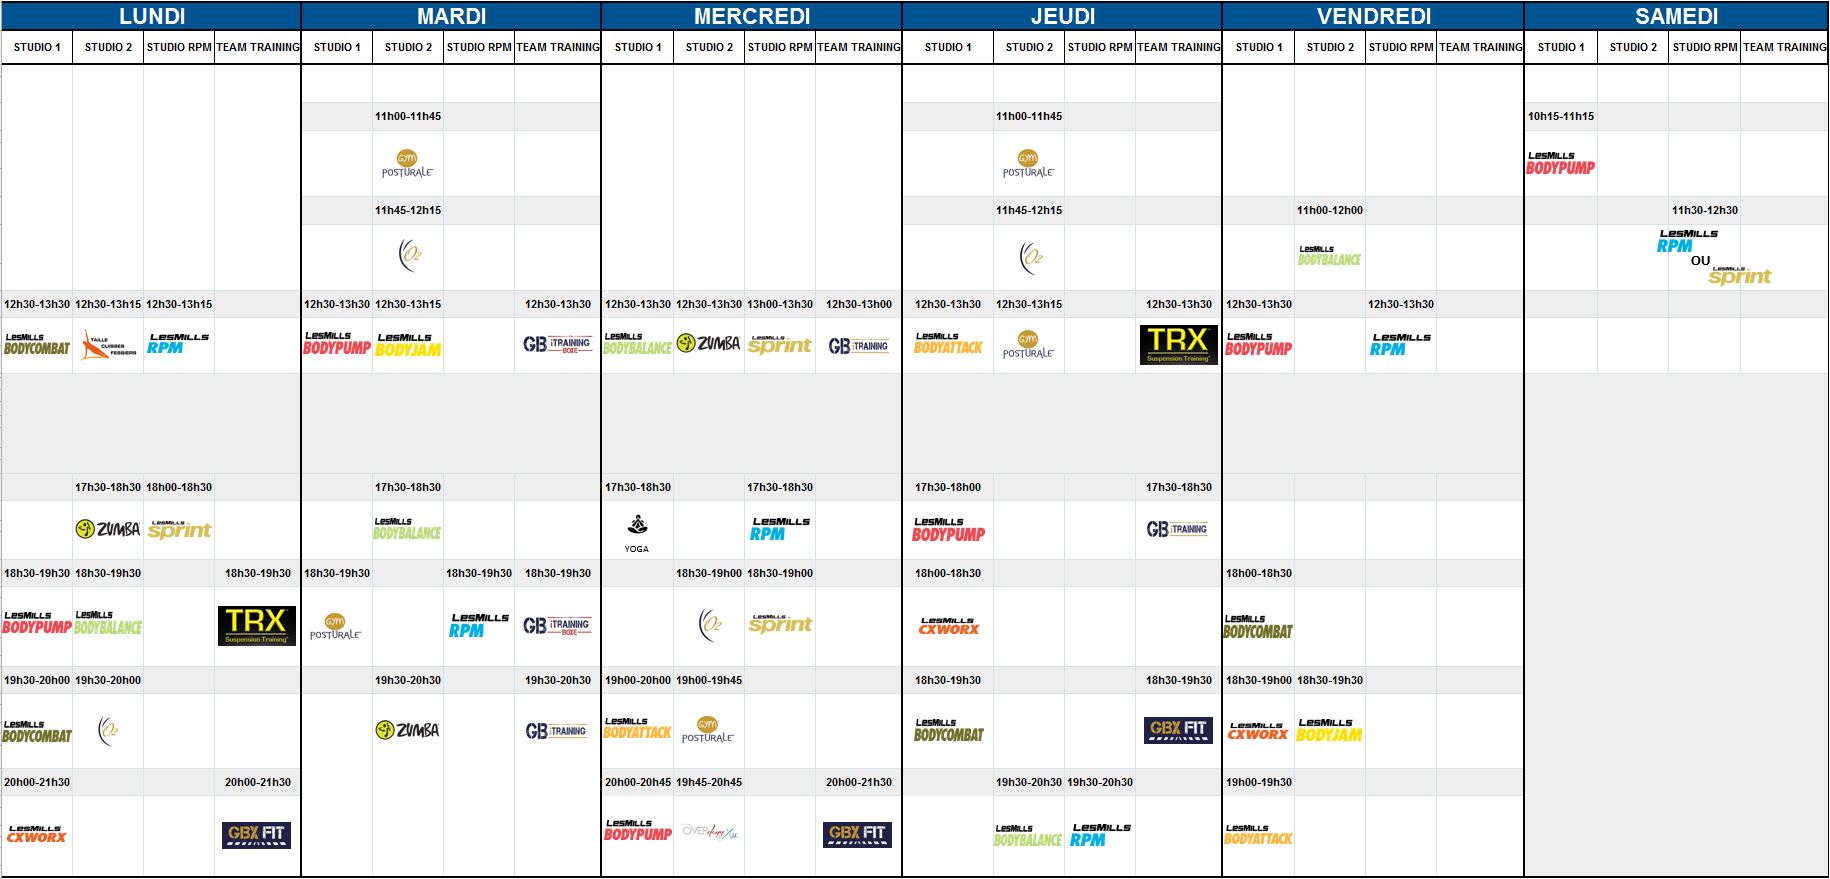 LUNDI MARDI MERCREDI JEUDI VENDREDI SAMEDI
STUDIO 1 STUDIO 2 STUDIO RPM TEAM TRAINING STUDIO 1 STUDIO 2 STUDIO RPM TEAM TRAINING STUDIO 1 STUDIO 2 STUDIO RPM TEAM TRAINING STUDIO 1 STUDIO 2 STUDIO RPM TEAM TRAINING STUDIO 1 STUDIO 2 STUDIO RPM TEAM TRAINING STUDIO 1 STUDIO 2 STUDIO RPM TEAM TRAINING
11h00-11h45 11h00-11h45 10h15-11h15
GYM POSTURALE GYM POSTURALE LESMILLS BODYPUMP
11h45-12h15 11h45-12h15 11h00-12h00 11h30-12h30
O2 O2 LESMILLS BODYBALANCE LESMILLS RPM
OU
LESMILLS sprint
12h30-13h30 12h30-13h15 12h30-13h15 12h30-13h30 12h30-13h15 12h30-13h30 12h30-13h30 12h30-13h30 13h00-13h30 12h30-13h00 12h30-13h30 12h30-13h15 12h30-13h30 12h30-13h30 12h30-13h30
LESMILLS BODYCOMBAT TAILLE CUISSES FESSIERS LESMILLS RPM LESMILLS BODYPUMP LESMILLS BODYJAM GB iTRAINING BOXE LESMILLS BODYBALANCE ZUMBA LESMILLS sprint GB iTRAINING LESMILLS BODYATTACK GYM POSTURALE TRX Suspension Training LESMILLS BODYPUMP LESMILLS RPM
17h30-18h30 18h00-18h30 17h30-18h30 17h30-18h30 17h30-18h30 17h30-18h00 17h30-18h30
ZUMBA LESMILLS sprint LESMILLS BODYBALANCE YOGA LESMILLS RPM LESMILLS BODYPUMP GB iTRAINING
18h30-19h30 18h30-19h30 18h30-19h30 18h30-19h30 18h30-19h30 18h30-19h30 18h30-19h00 18h30-19h00 18h00-18h30 18h00-18h30
LESMILLS BODYPUMP LESMILLS BODYBALANCE TRX Suspension Training GYM POSTURALE LESMILLS RPM GB iTRAINING BOXE O2 LESMILLS sprint LESMILLS CXWORX LESMILLS BODYCOMBAT
19h30-20h00 19h30-20h00 19h30-20h30 19h30-20h30 19h00-20h00 19h00-19h45 18h30-19h30 18h30-19h30 18h30-19h00 18h30-19h30
LESMILLS BODYCOMBAT O2 ZUMBA GB iTRAINING LESMILLS BODYATTACK GYM POSTURALE LESMILLS BODYCOMBAT GBX FIT LESMILLS CXWORX LESMILLS BODYJAM
20h00-21h30 20h00-21h30 20h00-20h45 19h45-20h45 20h00-21h30 19h30-20h30 19h30-20h30 19h00-19h30
LESMILLS CXWORX GBX FIT LESMILLS BODYPUMP GBX FIT LESMILLS BODYBALANCE LESMILLS RPM LESMILLS BODYATTACK